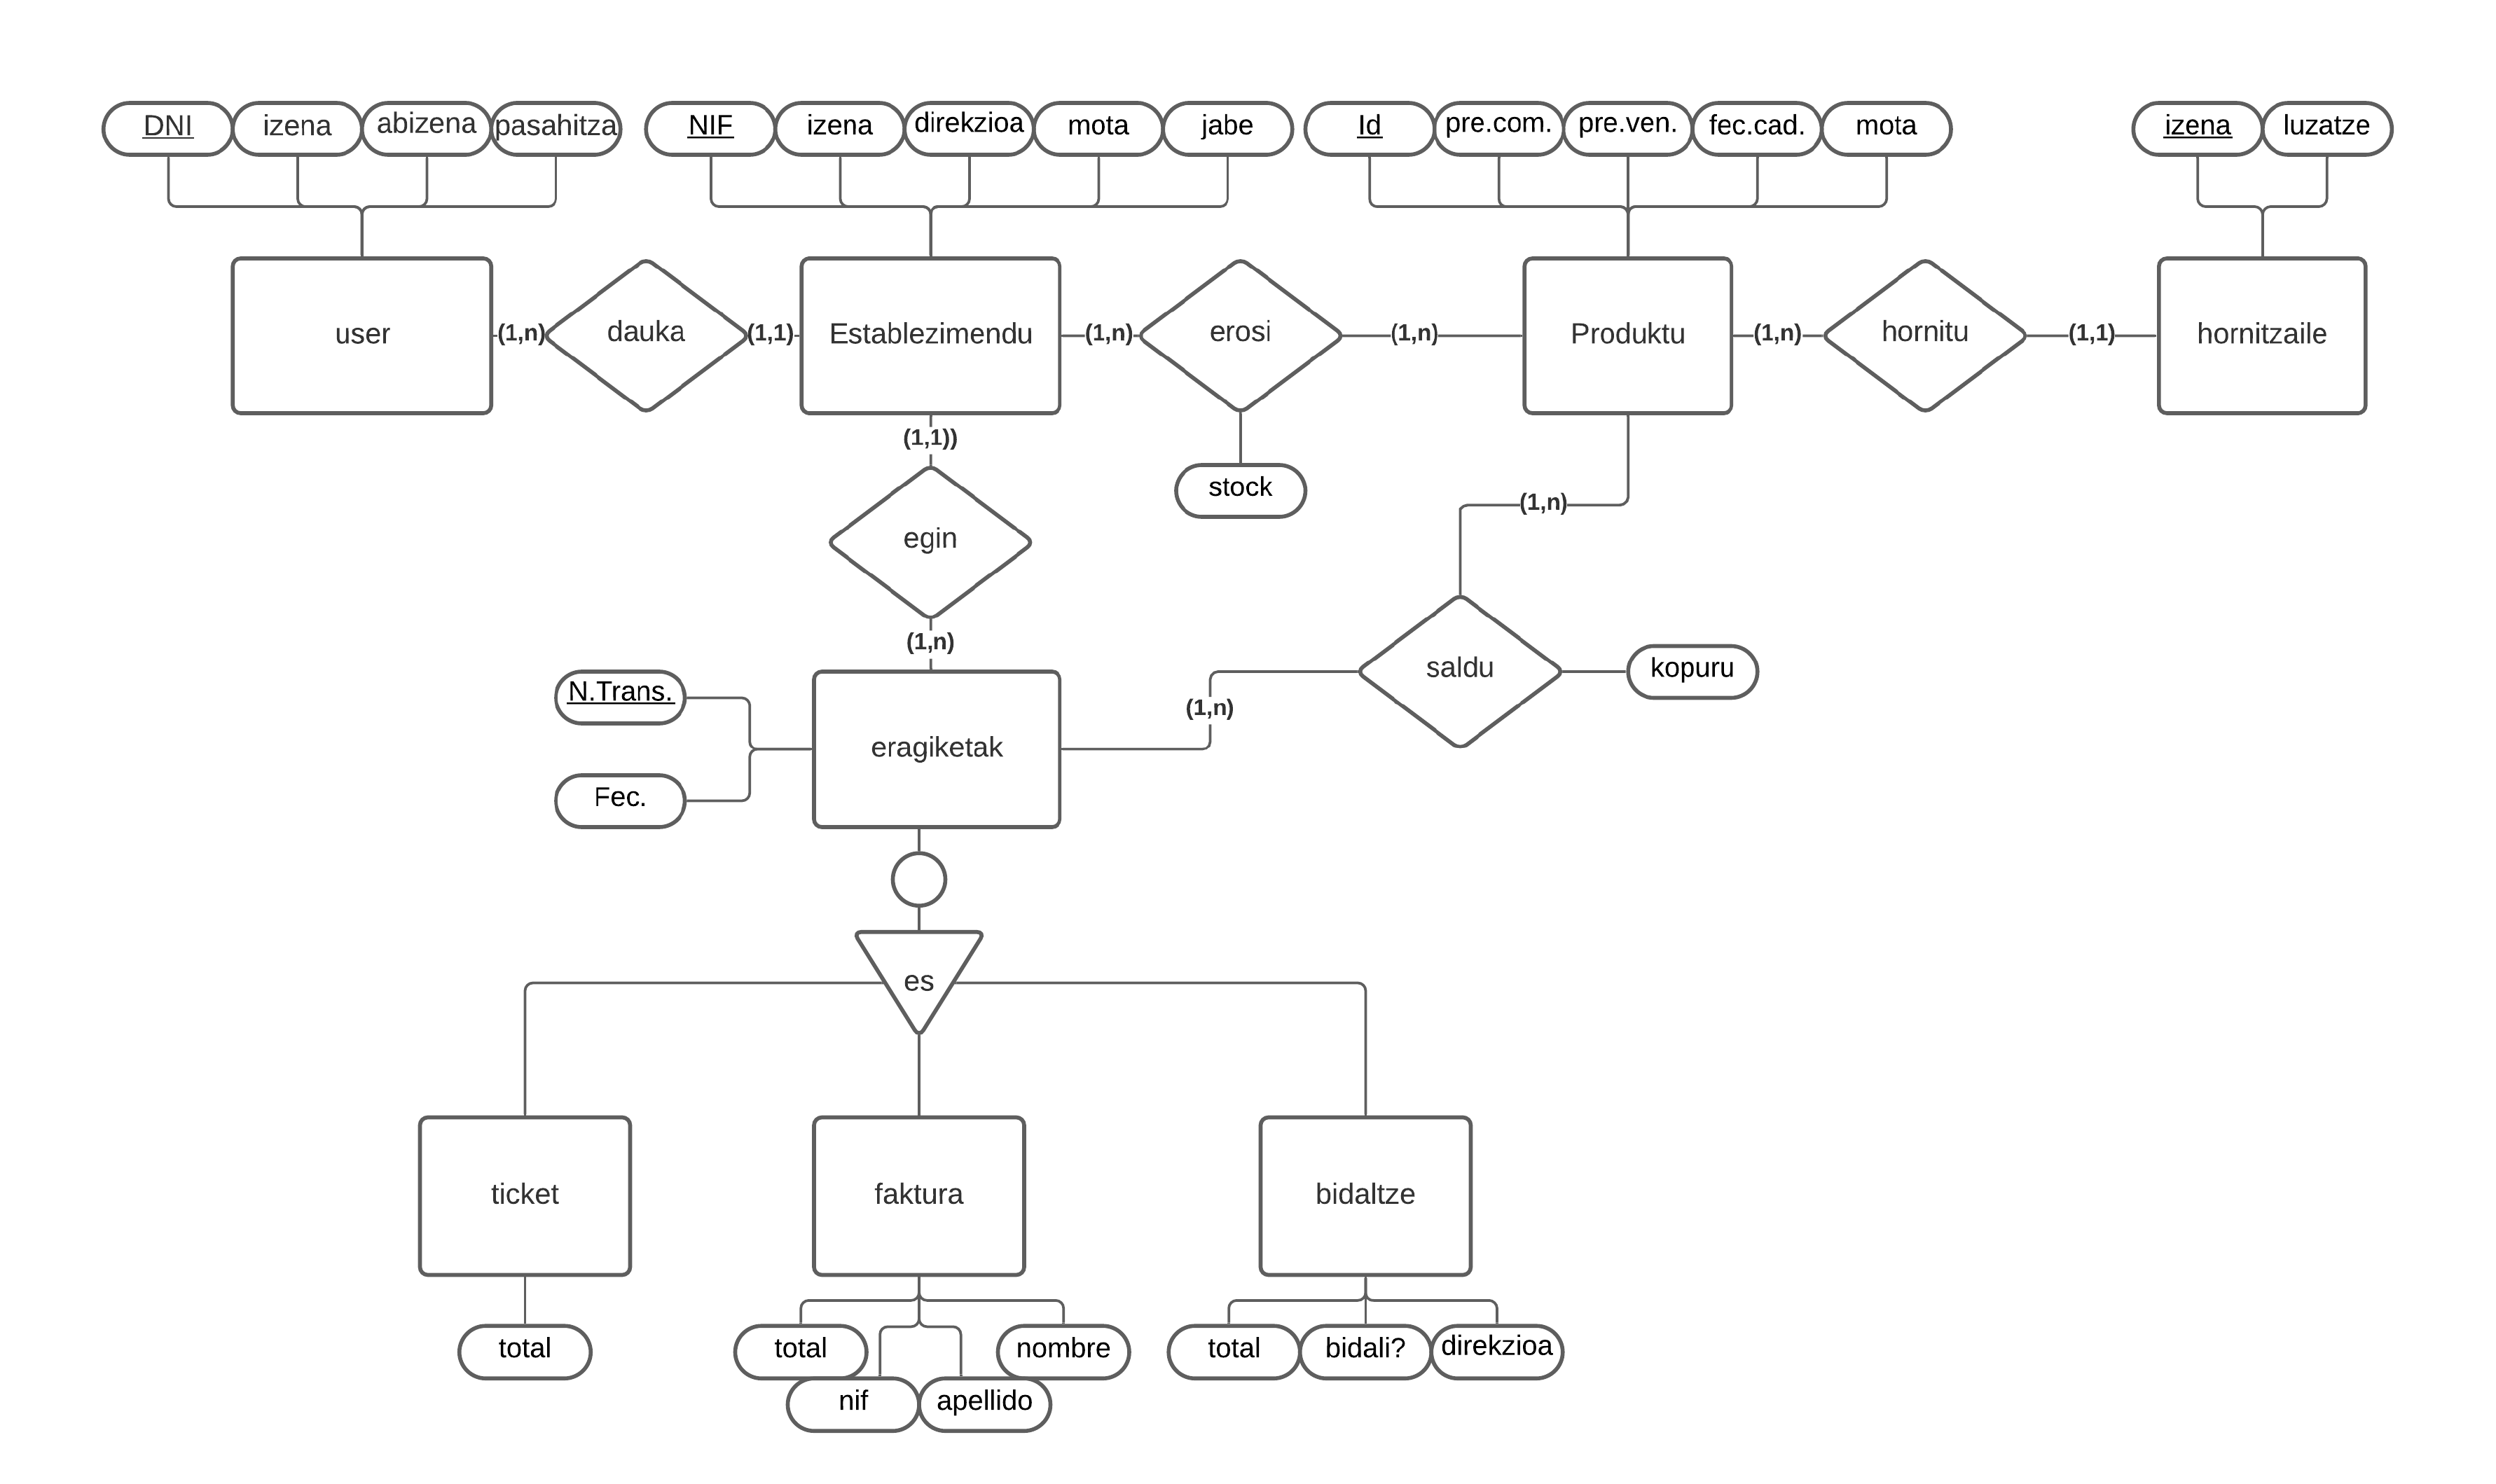 DNI
izena
abizena
pasahitza
NIF
izena
direkzioa
mota
jabe
Id
pre.com.
pre.ven.
fec.cad.
mota
izena
luzatze
user
(1,n)
dauka
(1,1)
Establezimendu
(1,n)
erosi
(1,n)
Produktu
(1,n)
hornitu
(1,1)
hornitzaile
(1,1))
stock
(1,n)
egin
(1,n)
saldu
kopuru
N.Trans.
(1,n)
eragiketak
Fec.
es
ticket
faktura
bidaltze
total
total
nombre
total
bidali?
direkzioa
nif
apellido